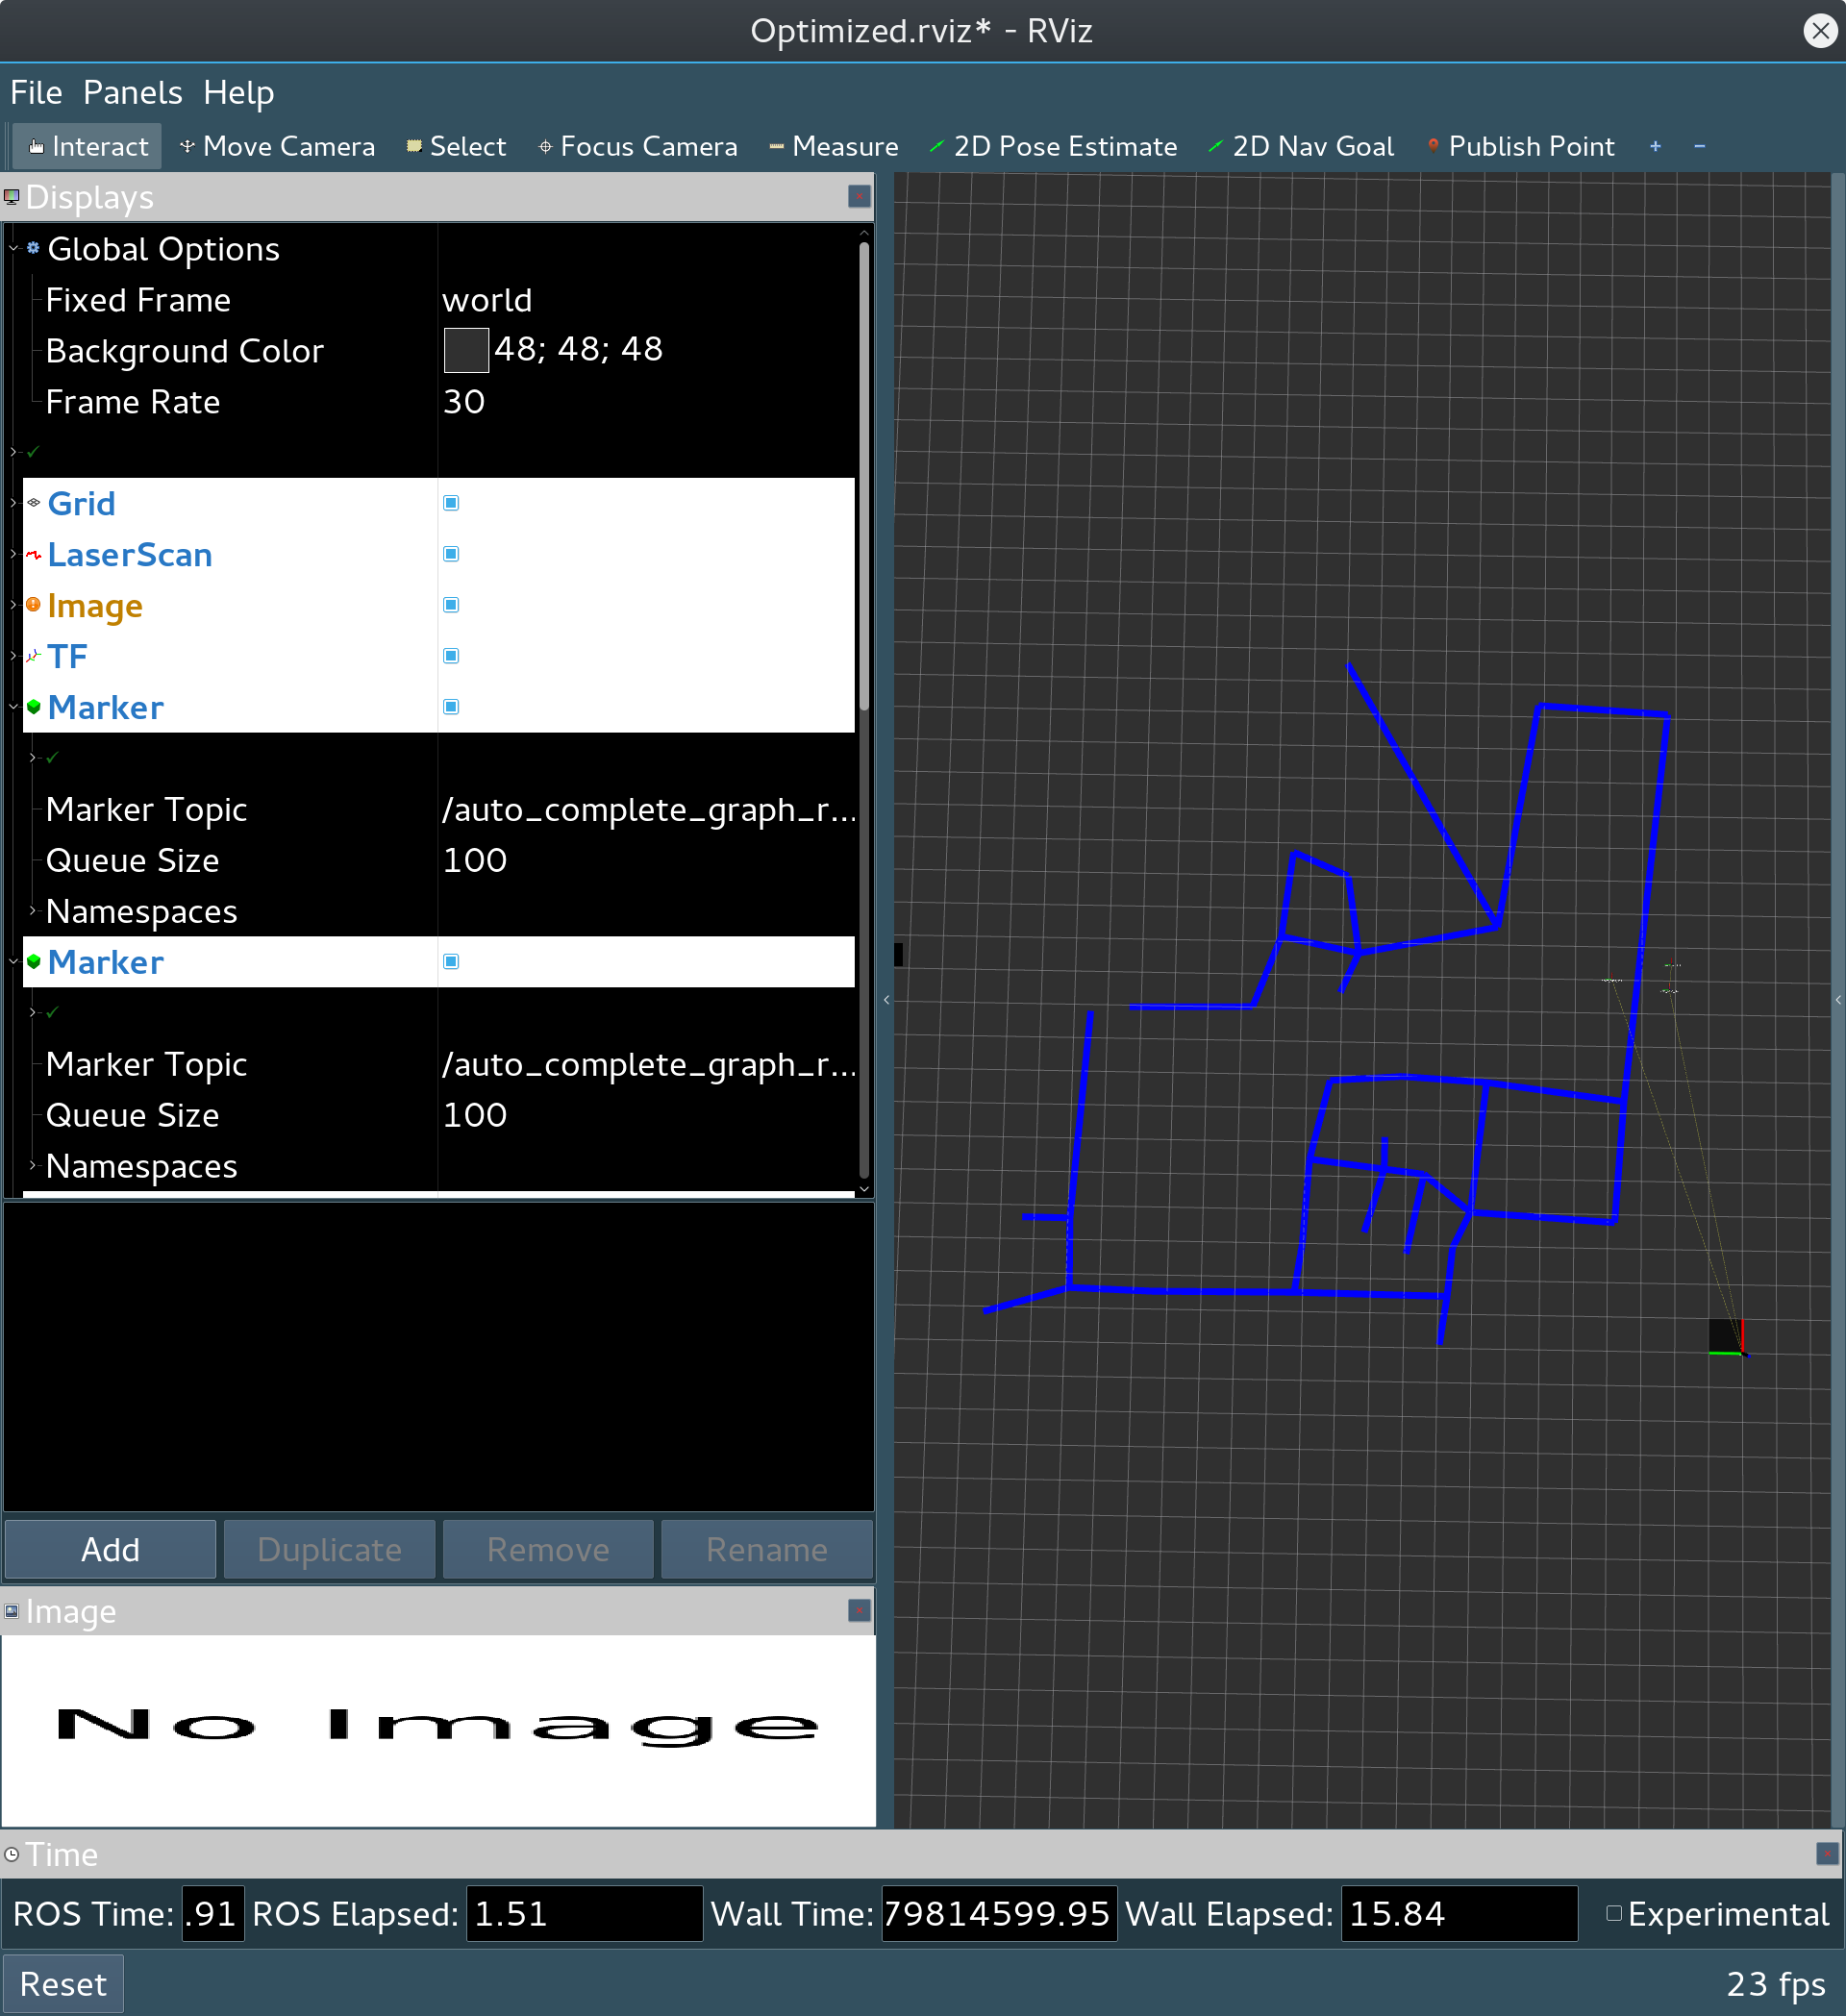 Optimized.rviz* - RViz
File Panels Help
Interact Move Camera Select Focus Camera Measure 2D Pose Estimate 2D Nav Goal Publish Point + −
Displays
Global Options
Fixed Frame world
Background Color 48; 48; 48
Frame Rate 30
Grid
LaserScan
Image
TF
Marker
Marker Topic /auto_complete_graph_r...
Queue Size 100
Namespaces
Marker
Marker Topic /auto_complete_graph_r...
Queue Size 100
Namespaces
Add Duplicate Remove Rename
Image
No Image
Time
ROS Time: .91 ROS Elapsed: 1.51 Wall Time: 79814599.95 Wall Elapsed: 15.84 Experimental
Reset 23 fps